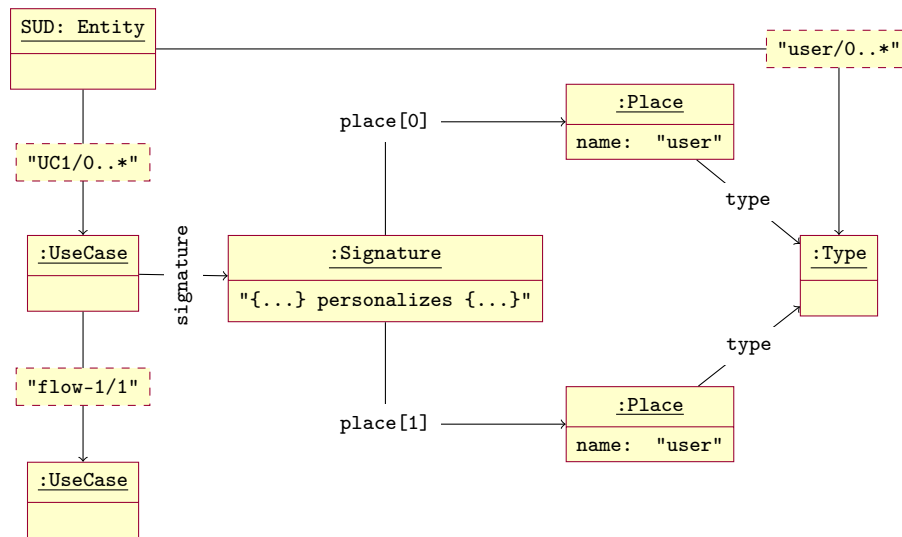 SUD: Entity
"user/0..*"
:Place
place[0]
name: "user"
"UC1/0..*"
type
signature
:UseCase
:Signature
:Type
"{...} personalizes {...}"
type
"flow-1/1"
:Place
place[1]
name: "user"
:UseCase